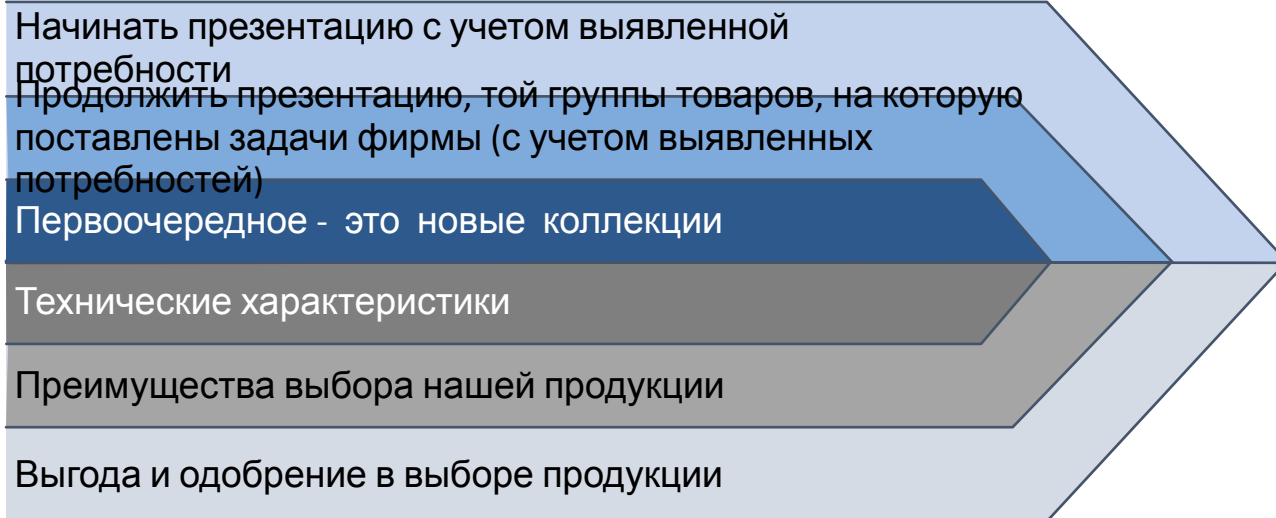 Начинать презентацию с учетом выявленной
потребности
Продолжить презентацию, той группы товаров, на которую
поставлены задачи фирмы (с учетом выявленных
потребностей)
Первоочередное - это новые коллекции
Технические характеристики
Преимущества выбора нашей продукции
Выгода и одобрение в выборе продукции